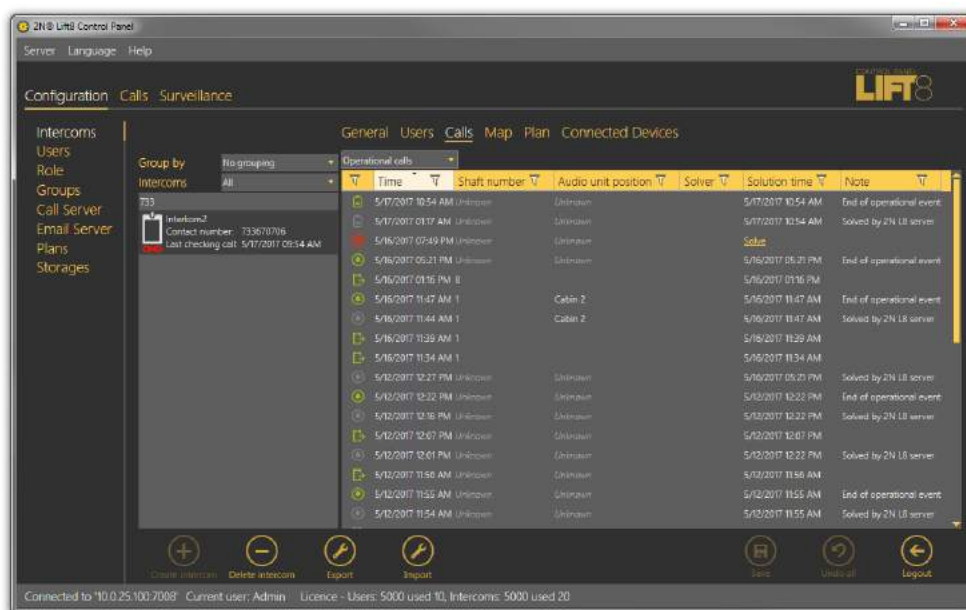 2N® Lift8 Control Panel
Server Language Help
CONTROL PANEL
LIFT8
Configuration Calls Surveillance
Intercoms
Users
Role
Groups
Call Server
Email Server
Plans
Storages
General Users Calls Map Plan Connected Devices
Group by No grouping
Intercoms All
733
Interkom2
Contact number: 733670706
Last checking call: 5/17/2017 09:54 AM
Operational calls
Time Shaft number Audio unit position Solver Solution time Note
5/17/2017 10:54 AM Unknown Unknown 5/17/2017 10:54 AM End of operational event
5/17/2017 01:17 AM Unknown Unknown 5/17/2017 10:54 AM Solved by 2N L8 server
5/16/2017 07:49 PM Unknown Unknown Solve
5/16/2017 05:21 PM Unknown Unknown 5/16/2017 05:21 PM End of operational event
5/16/2017 01:16 PM 8 5/16/2017 01:16 PM
5/16/2017 11:47 AM 1 Cabin 2 5/16/2017 11:47 AM End of operational event
5/16/2017 11:44 AM 1 Cabin 2 5/16/2017 11:47 AM Solved by 2N L8 server
5/16/2017 11:39 AM 1 5/16/2017 11:39 AM
5/16/2017 11:34 AM 1 5/16/2017 11:34 AM
5/12/2017 12:27 PM Unknown Unknown 5/16/2017 05:21 PM Solved by 2N L8 server
5/12/2017 12:22 PM Unknown Unknown 5/12/2017 12:22 PM End of operational event
5/12/2017 12:16 PM Unknown Unknown 5/12/2017 12:22 PM Solved by 2N L8 server
5/12/2017 12:07 PM Unknown Unknown 5/12/2017 12:07 PM
5/12/2017 12:01 PM Unknown Unknown 5/12/2017 12:22 PM Solved by 2N L8 server
5/12/2017 11:56 AM Unknown Unknown 5/12/2017 11:56 AM
5/12/2017 11:55 AM Unknown Unknown 5/12/2017 11:55 AM End of operational event
5/12/2017 11:54 AM Unknown Unknown 5/12/2017 11:55 AM Solved by 2N L8 server
Create intercom Delete intercom Export Import Save Undo all Logout
Connected to '10.0.25.100:7008' Current user: Admin Licence - Users: 5000 used 10, Intercoms: 5000 used 20